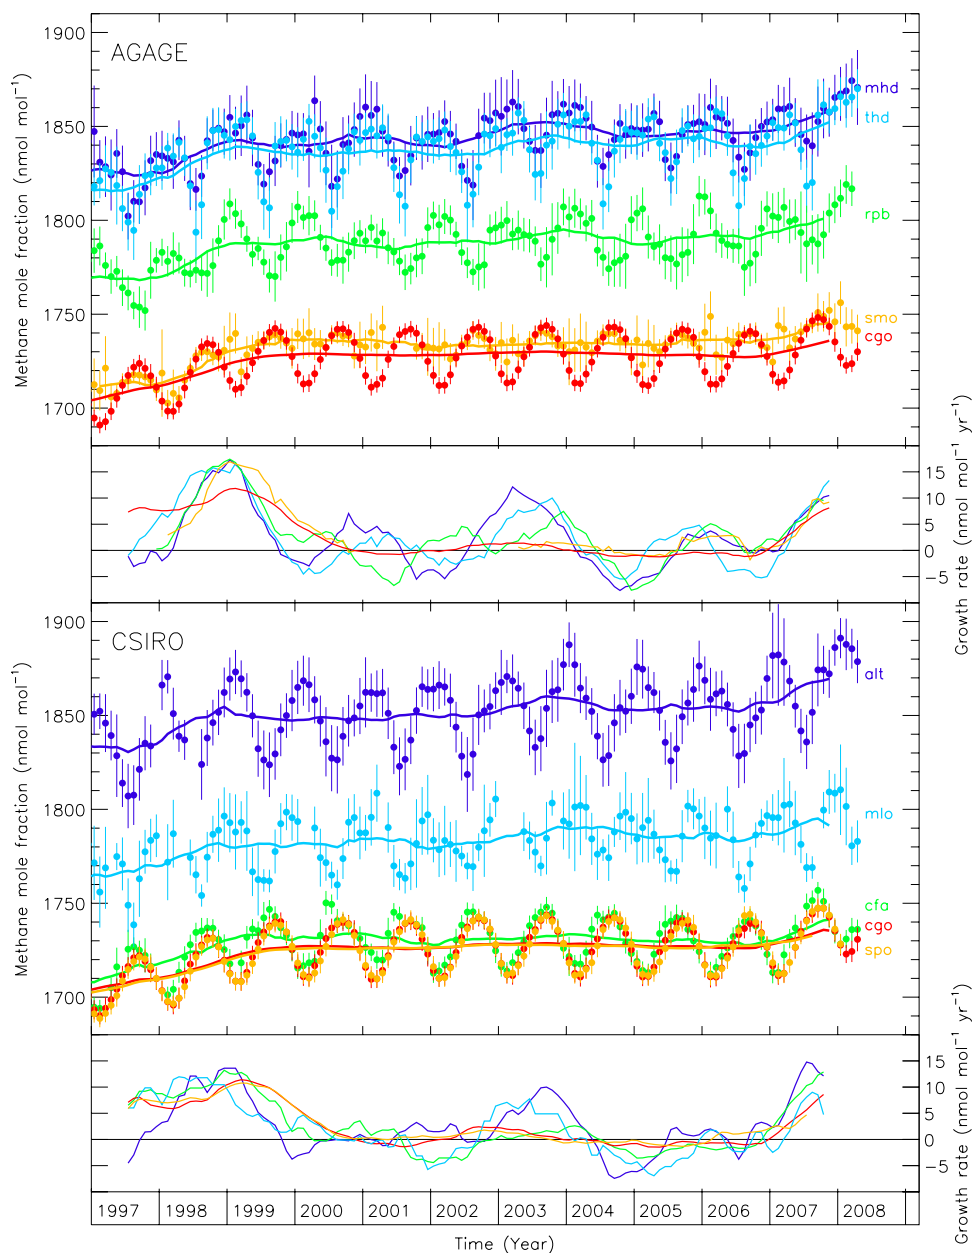 AGAGE
1900
1850
1800
1750
1700
Methane mole fraction (nmol mol⁻¹)
mhd
thd
rpb
smo
cgo
15
10
5
0
−5
Growth rate (nmol mol⁻¹ yr⁻¹)
CSIRO
1900
1850
1800
1750
1700
Methane mole fraction (nmol mol⁻¹)
alt
mlo
cfa
cgo
spo
15
10
5
0
−5
Growth rate (nmol mol⁻¹ yr⁻¹)
1997 1998 1999 2000 2001 2002 2003 2004 2005 2006 2007 2008
Time (Year)